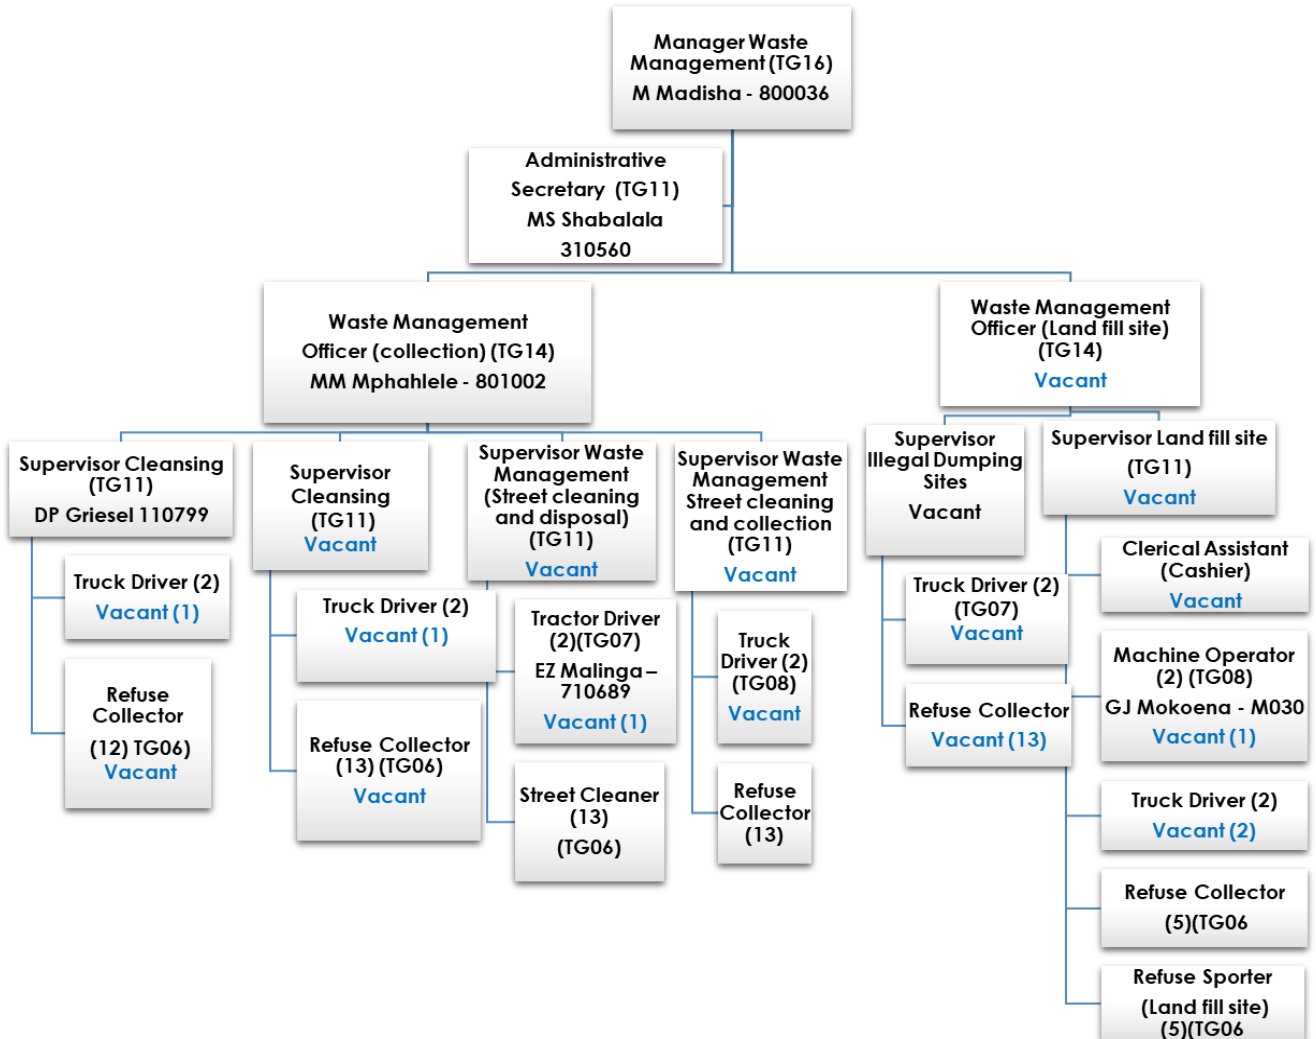 Manager Waste
Management (TG16)
M Madisha - 800036
Administrative
Secretary (TG11)
MS Shabalala
310560
Waste Management
Officer (collection) (TG14)
MM Mphahlele - 801002
Waste Management
Officer (Land fill site)
(TG14)
Vacant
Supervisor Cleansing
(TG11)
DP Griesel 110799
Truck Driver (2)
Vacant (1)
Refuse
Collector
(12) TG06)
Vacant
Supervisor
Cleansing
(TG11)
Vacant
Truck Driver (2)
Vacant (1)
Refuse Collector
(13) (TG06)
Vacant
Supervisor Waste
Management
(Street cleaning
and disposal)
(TG11)
Vacant
Tractor Driver
(2)(TG07)
EZ Malinga –
710689
Vacant (1)
Street Cleaner
(13)
(TG06)
Supervisor Waste
Management
Street cleaning
and collection
(TG11)
Vacant
Truck
Driver (2)
(TG08)
Vacant
Refuse
Collector
(13)
Supervisor
Illegal Dumping
Sites
Vacant
Truck Driver (2)
(TG07)
Vacant
Refuse Collector
Vacant (13)
Supervisor Land fill site
(TG11)
Vacant
Clerical Assistant
(Cashier)
Vacant
Machine Operator
(2) (TG08)
GJ Mokoena - M030
Vacant (1)
Truck Driver (2)
Vacant (2)
Refuse Collector
(5)(TG06
Refuse Sporter
(Land fill site)
(5)(TG06